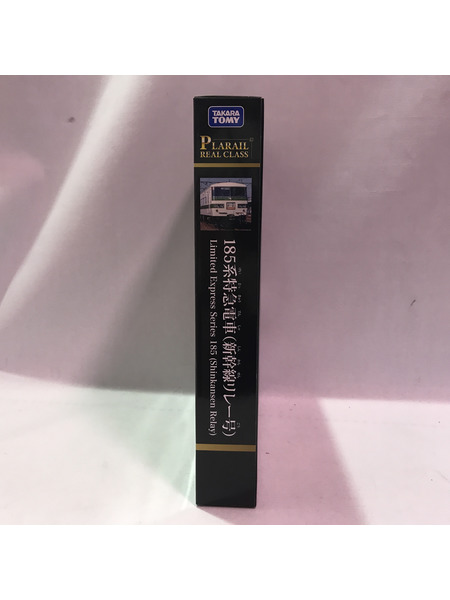 TAKARA
TOMY
PLARAIL
REAL CLASS
185系特急電車(新幹線リレー号)
Limited Express Series 185 (Shinkansen Relay)